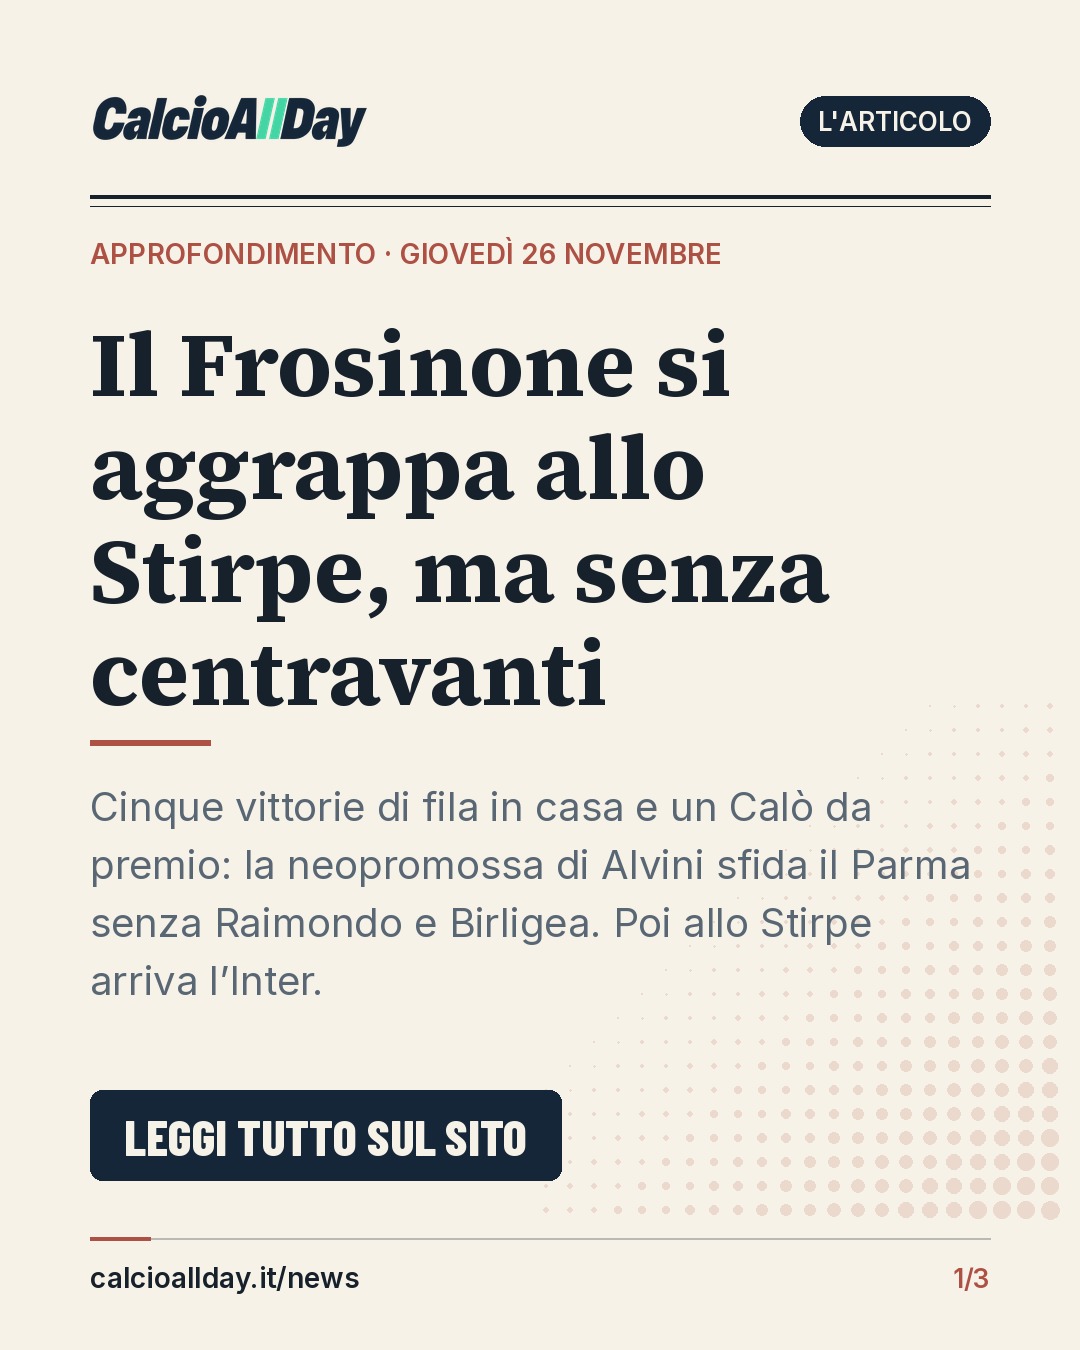 CalcioAllDay
L'ARTICOLO
APPROFONDIMENTO · GIOVEDÌ 26 NOVEMBRE
Il Frosinone si
aggrappa allo
Stirpe, ma senza
centravanti
Cinque vittorie di fila in casa e un Calò da
premio: la neopromossa di Alvini sfida il Parma
senza Raimondo e Birligea. Poi allo Stirpe
arriva l’Inter.
LEGGI TUTTO SUL SITO
calcioallday.it/news
1/3